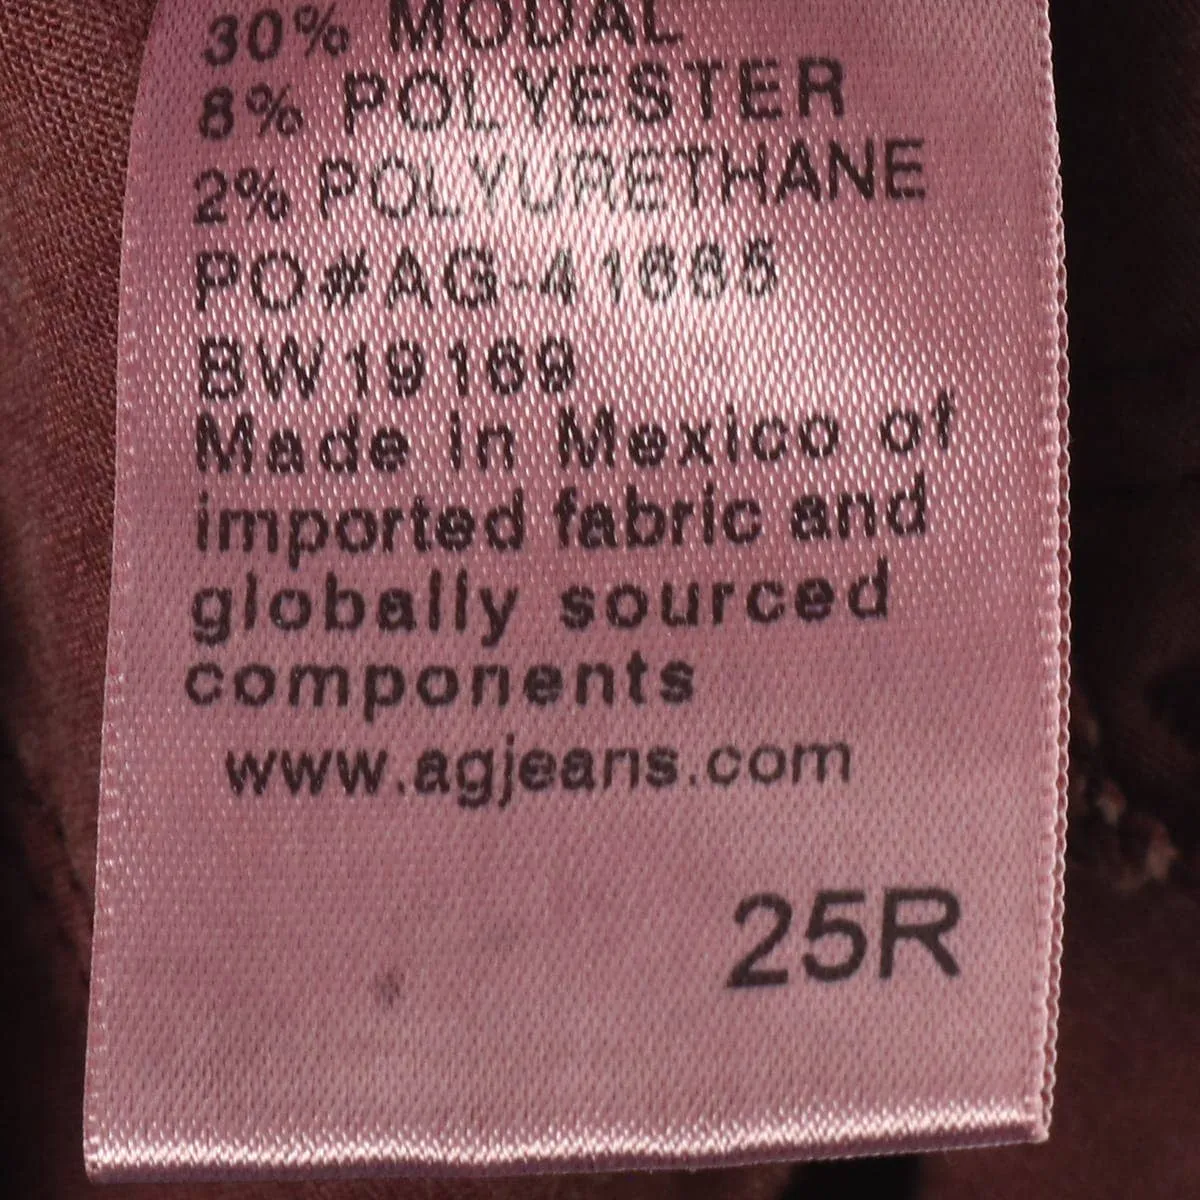 30% MODAL
8% POLYESTER
2% POLYURETHANE
PO#AG-41665
BW19169
Made in Mexico of
imported fabric and
globally sourced
components
www.agjeans.com
25R